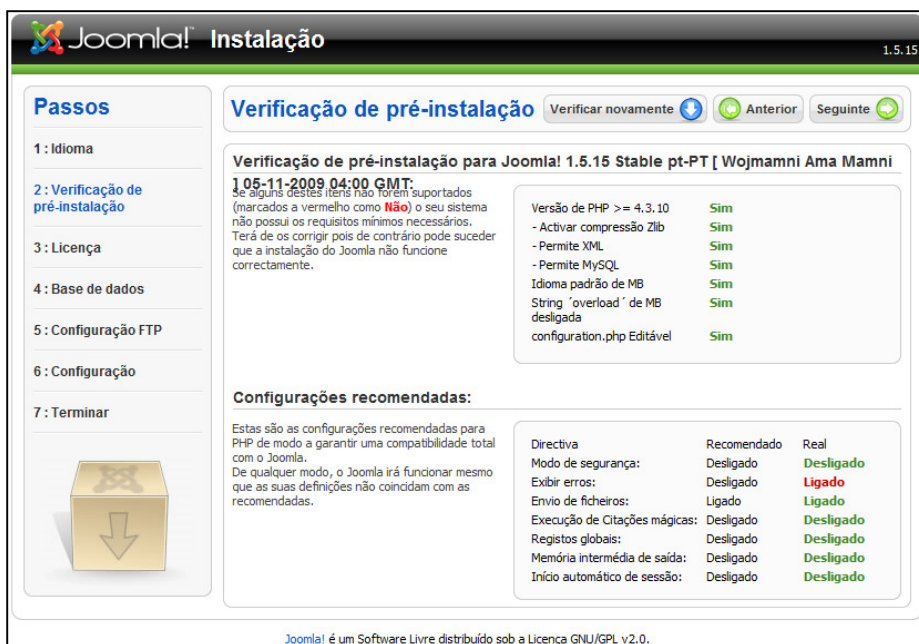 Joomla! Instalação
1.5.15
Passos
1 : Idioma
2 : Verificação de
pré-instalação
3 : Licença
4 : Base de dados
5 : Configuração FTP
6 : Configuração
7 : Terminar
Verificação de pré-instalação
Verificar novamente
Anterior
Seguinte
Verificação de pré-instalação para Joomla! 1.5.15 Stable pt-PT [ Wojmamni Ama Mamni
] 05-11-2009 04:00 GMT:
Se alguns destes itens não forem suportados
(marcados a vermelho como Não) o seu sistema
não possui os requisitos mínimos necessários.
Terá de os corrigir pois de contrário pode suceder
que a instalação do Joomla não funcione
correctamente.
Versão de PHP >= 4.3.10 Sim
- Activar compressão Zlib Sim
- Permite XML Sim
- Permite MySQL Sim
Idioma padrão de MB Sim
String ´overload´ de MB Sim
desligada
configuration.php Editável Sim
Configurações recomendadas:
Estas são as configurações recomendadas para
PHP de modo a garantir uma compatibilidade total
com o Joomla.
De qualquer modo, o Joomla irá funcionar mesmo
que as suas definições não coincidam com as
recomendadas.
Directiva Recomendado Real
Modo de segurança: Desligado Desligado
Exibir erros: Desligado Ligado
Envio de ficheiros: Ligado Ligado
Execução de Citações mágicas: Desligado Desligado
Registos globais: Desligado Desligado
Memória intermédia de saída: Desligado Desligado
Início automático de sessão: Desligado Desligado
Joomla! é um Software Livre distribuído sob a Licença GNU/GPL v2.0.